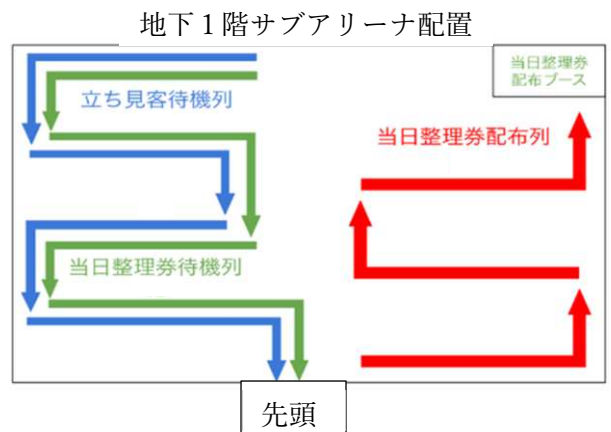 地下１階サブアリーナ配置
当日整理券
配布ブース
立ち見客待機列
当日整理券配布列
当日整理券待機列
先頭